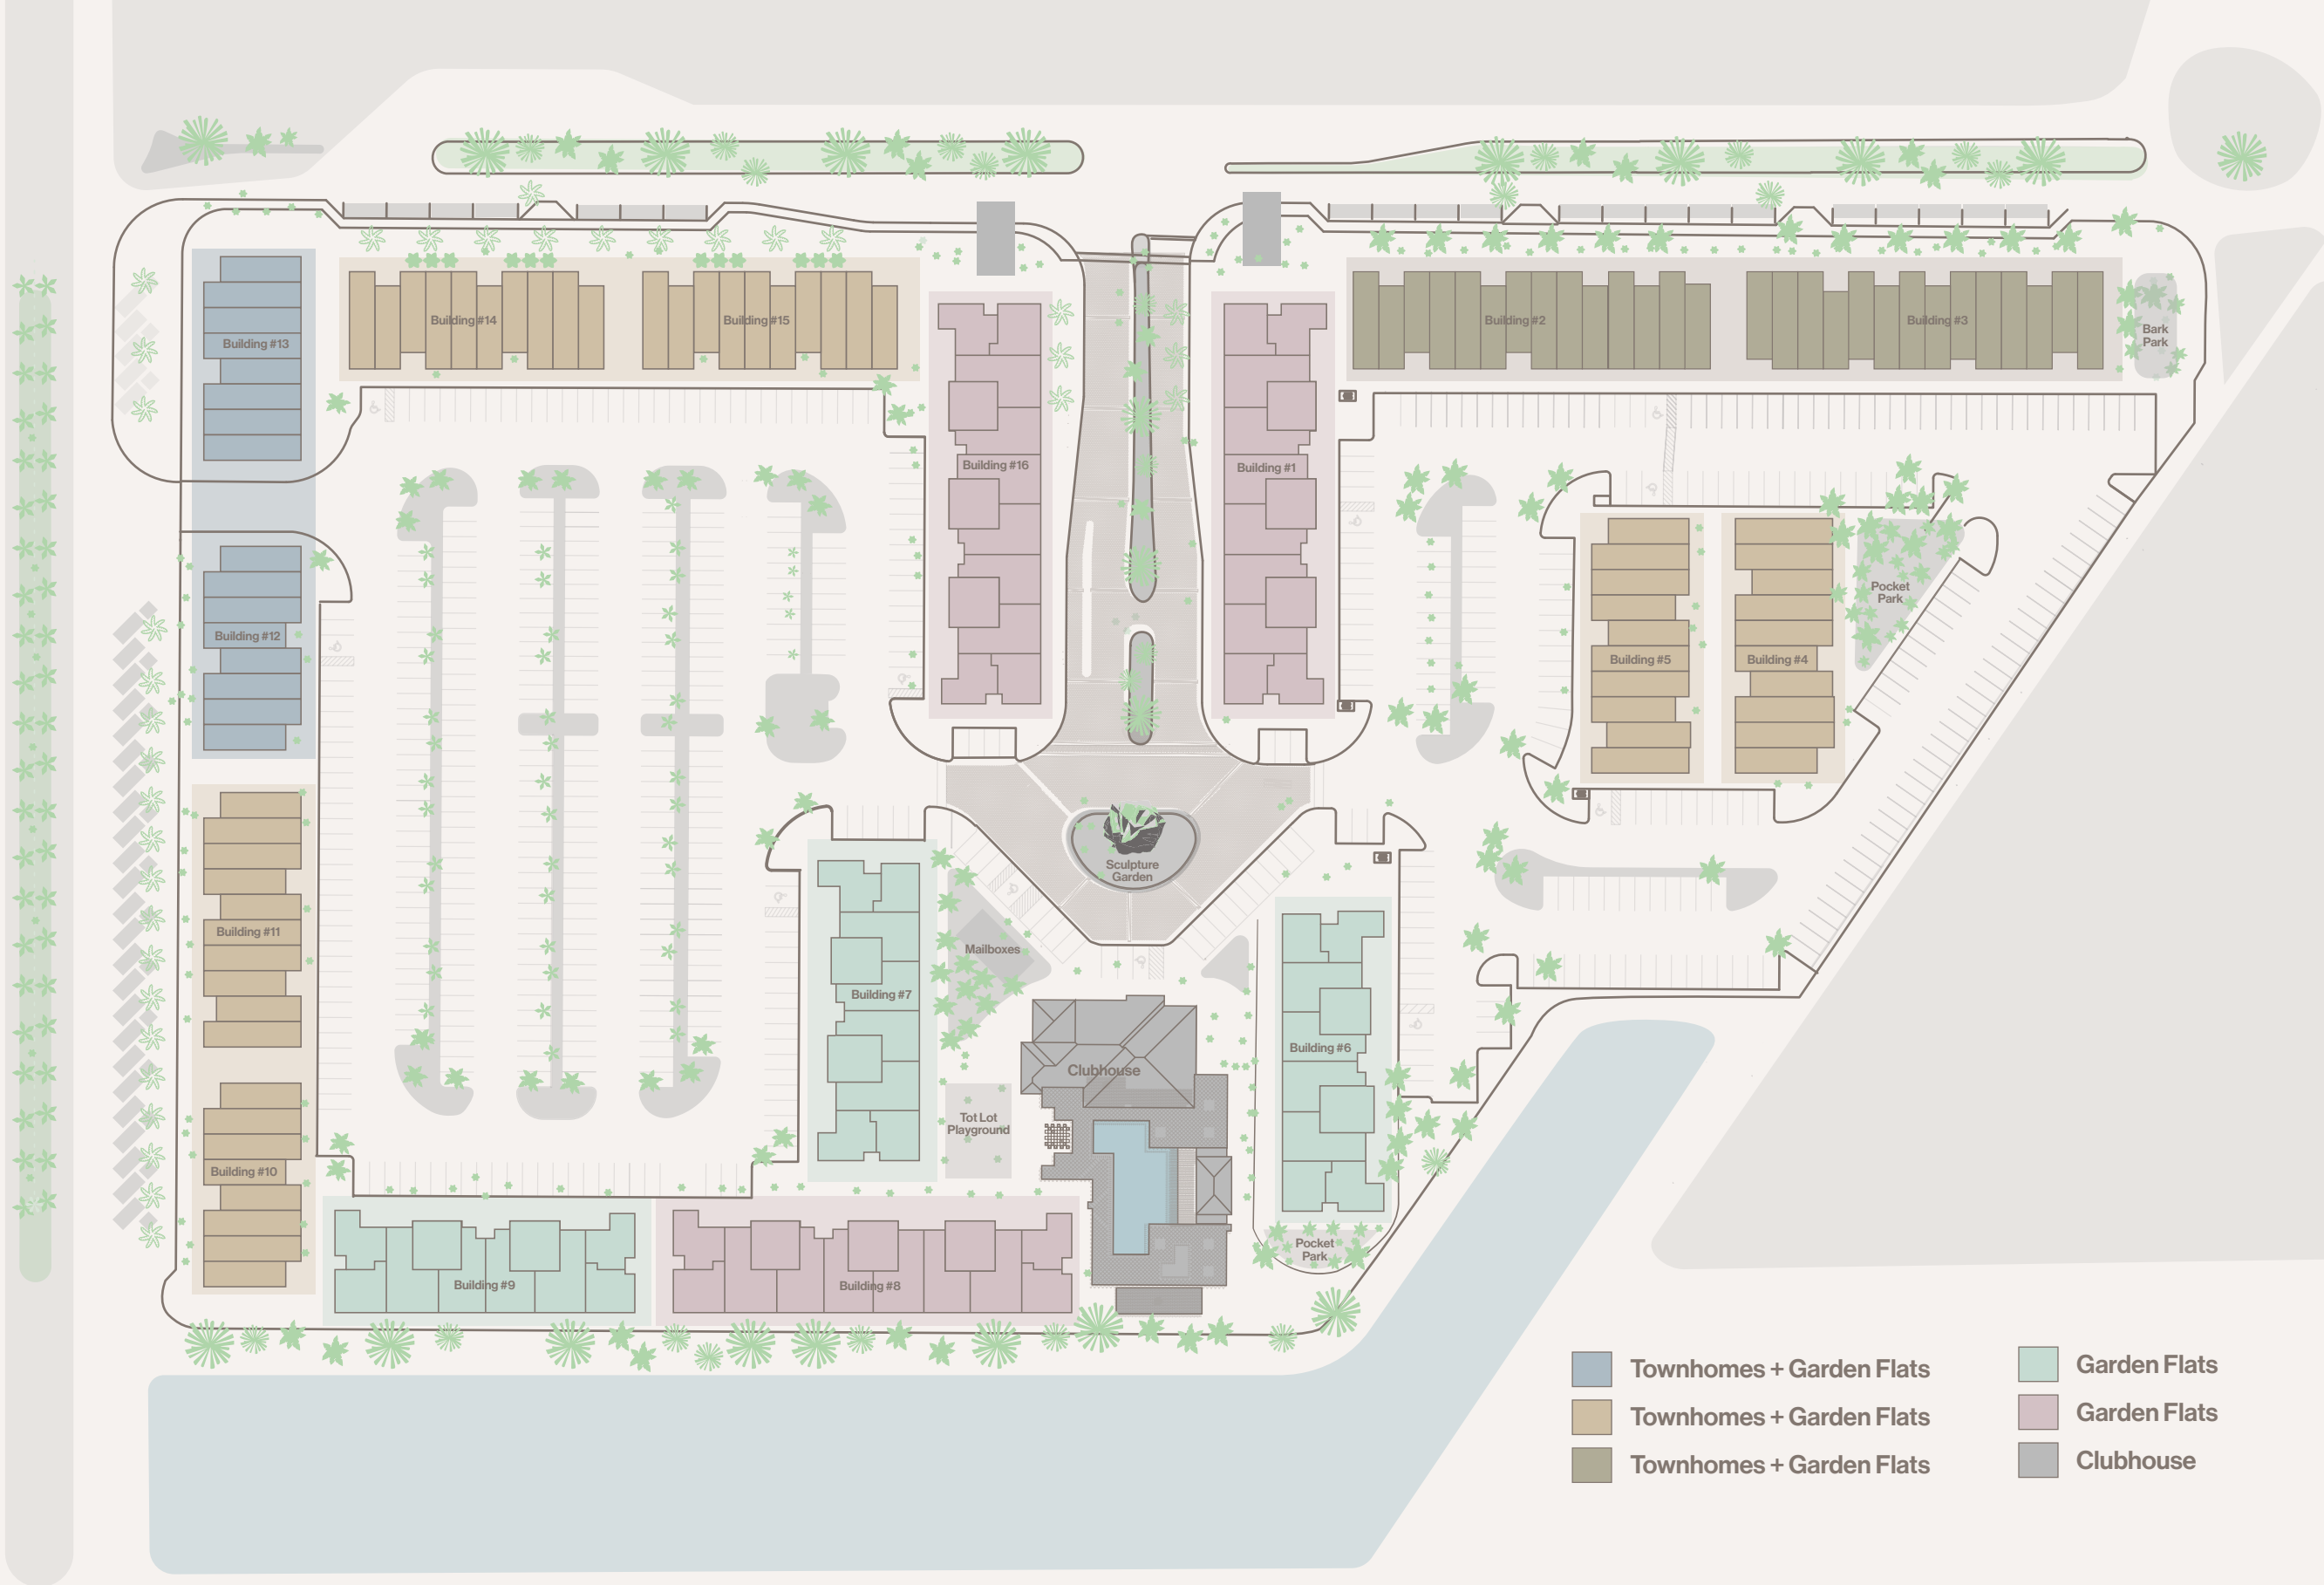 Building #14
Building #15
Building #2
Building #3
Bark
Park
Building #13
Building #16
Building #1
Pocket
Park
Building #12
Building #5
Building #4
Sculpture
Garden
Building #11
Mailboxes
Building #7
Building #6
Clubhouse
Tot Lot
Playground
Building #10
Pocket
Park
Building #9
Building #8
Townhomes + Garden Flats
Townhomes + Garden Flats
Townhomes + Garden Flats
Garden Flats
Garden Flats
Clubhouse